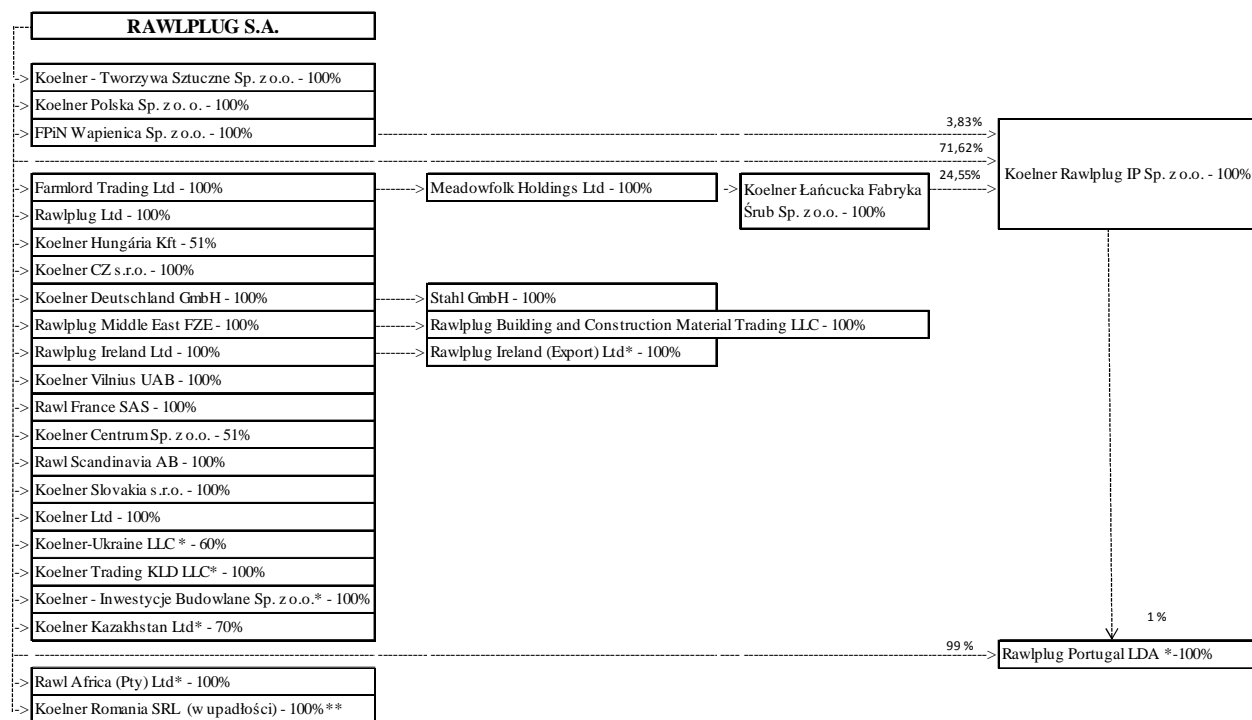 RAWLPLUG S.A.
Koelner - Tworzywa Sztuczne Sp. z o.o. - 100%
Koelner Polska Sp. z o. o. - 100%
FPiN Wapienica Sp. z o.o. - 100%
3,83%
71,62%
Koelner Rawlplug IP Sp. z o.o. - 100%
Farmlord Trading Ltd - 100%
Meadowfolk Holdings Ltd - 100%
Koelner Łańcucka Fabryka
Śrub Sp. z o.o. - 100%
24,55%
Rawlplug Ltd - 100%
Koelner Hungária Kft - 51%
Koelner CZ s.r.o. - 100%
Koelner Deutschland GmbH - 100%
Stahl GmbH - 100%
Rawlplug Middle East FZE - 100%
Rawlplug Building and Construction Material Trading LLC - 100%
Rawlplug Ireland Ltd - 100%
Rawlplug Ireland (Export) Ltd* - 100%
Koelner Vilnius UAB - 100%
Rawl France SAS - 100%
Koelner Centrum Sp. z o.o. - 51%
Rawl Scandinavia AB - 100%
Koelner Slovakia s.r.o. - 100%
Koelner Ltd - 100%
Koelner-Ukraine LLC * - 60%
Koelner Trading KLD LLC* - 100%
Koelner - Inwestycje Budowlane Sp. z o.o.* - 100%
Koelner Kazakhstan Ltd* - 70%
1 %
99 %
Rawlplug Portugal LDA *-100%
Rawl Africa (Pty) Ltd* - 100%
Koelner Romania SRL (w upadłości) - 100%**